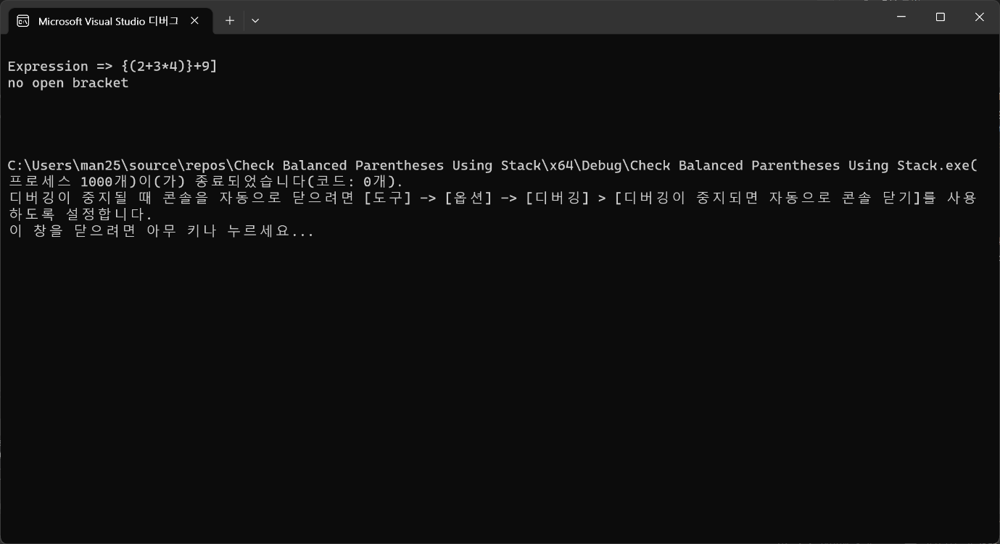 Microsoft Visual Studio 디버그
Expression => {(2+3*4)}+9]
no open bracket
C:\Users\man25\source\repos\Check Balanced Parentheses Using Stack\x64\Debug\Check Balanced Parentheses Using Stack.exe(
프로세스 1000개)이(가) 종료되었습니다(코드: 0개).
디버깅이 중지될 때 콘솔을 자동으로 닫으려면 [도구] -> [옵션] -> [디버깅] > [디버깅이 중지되면 자동으로 콘솔 닫기]를 사용
하도록 설정합니다.
이 창을 닫으려면 아무 키나 누르세요...